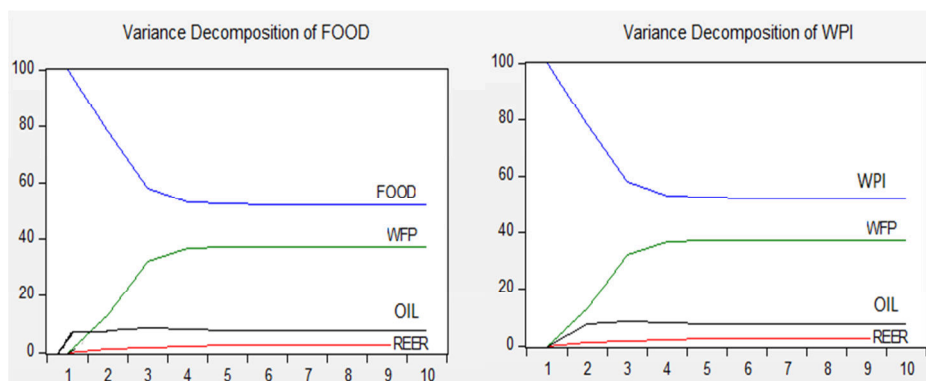 Variance Decomposition of FOOD
100
80
60
40
20
0
FOOD
WFP
OIL
REER
1 2 3 4 5 6 7 8 9 10
Variance Decomposition of WPI
100
80
60
40
20
0
WPI
WFP
OIL
REER
1 2 3 4 5 6 7 8 9 10